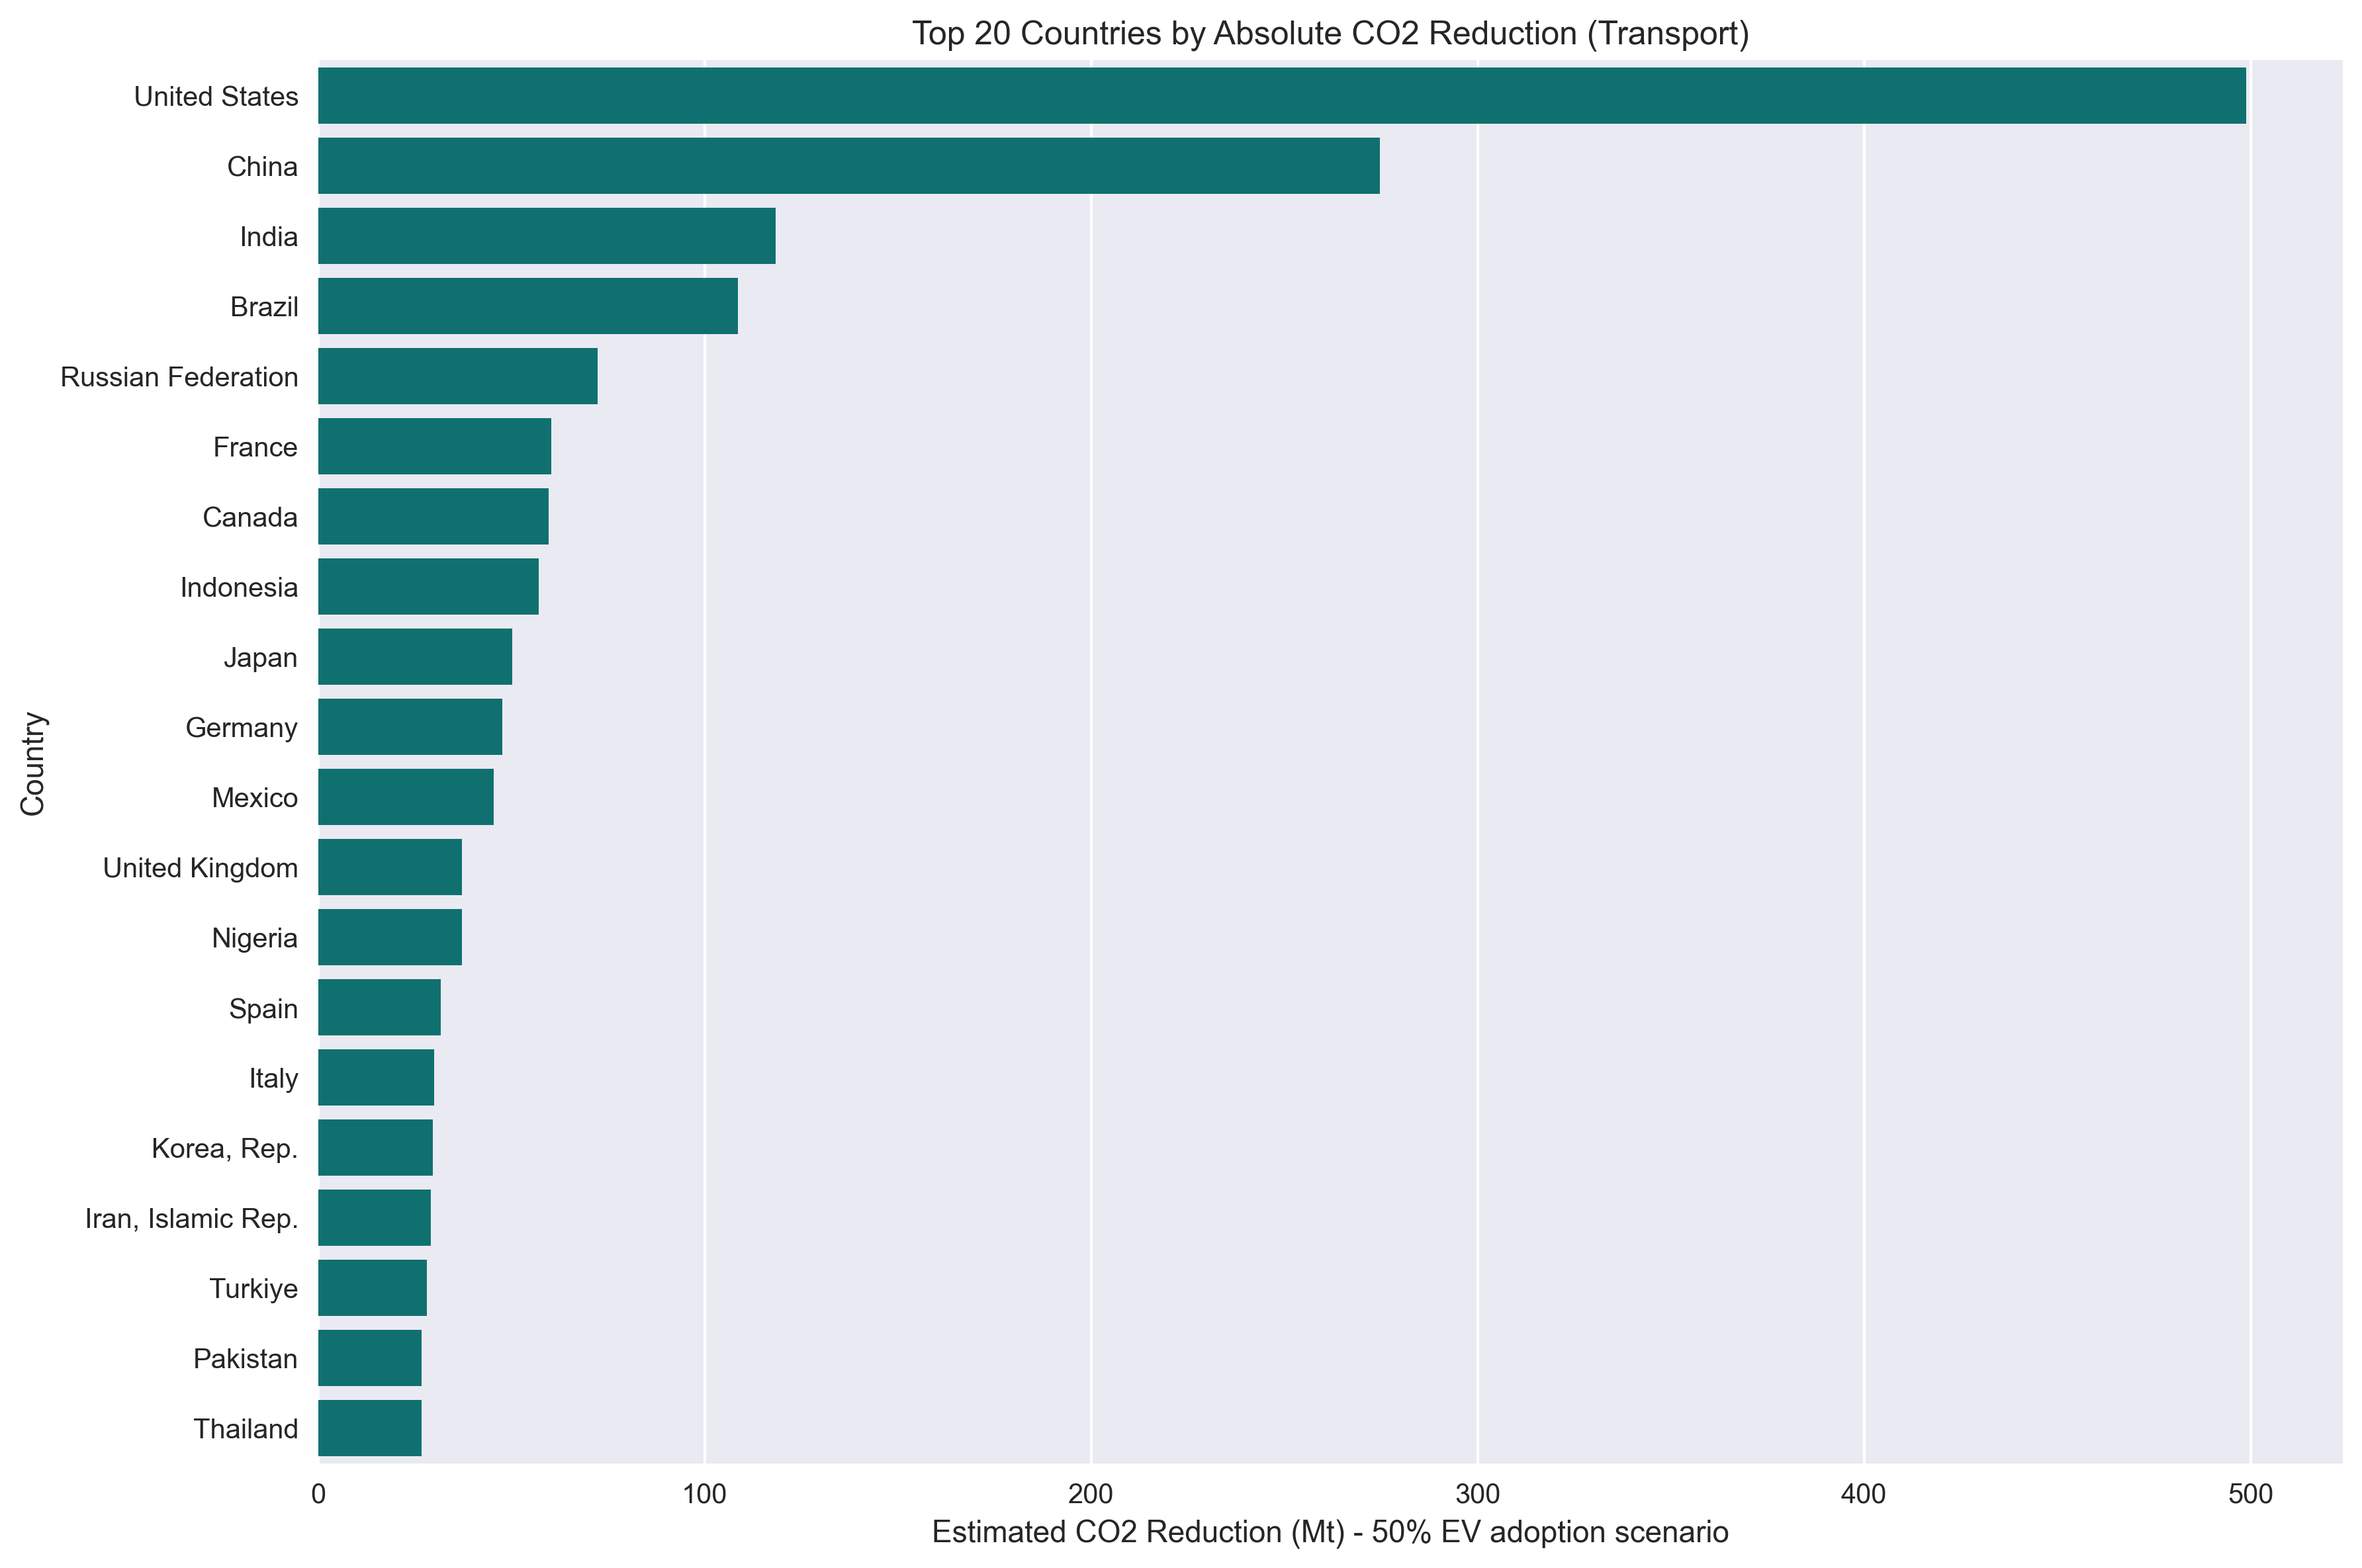 Top 20 Countries by Absolute CO2 Reduction (Transport)
Country
United States
China
India
Brazil
Russian Federation
France
Canada
Indonesia
Japan
Germany
Mexico
United Kingdom
Nigeria
Spain
Italy
Korea, Rep.
Iran, Islamic Rep.
Turkiye
Pakistan
Thailand
0 100 200 300 400 500
Estimated CO2 Reduction (Mt) - 50% EV adoption scenario